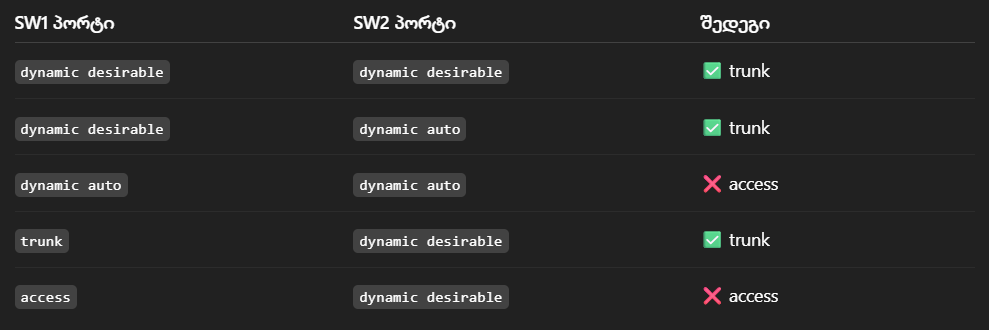 SW1 პორტი SW2 პორტი შედეგი
dynamic desirable dynamic desirable ✅ trunk
dynamic desirable dynamic auto ✅ trunk
dynamic auto dynamic auto ❌ access
trunk dynamic desirable ✅ trunk
access dynamic desirable ❌ access